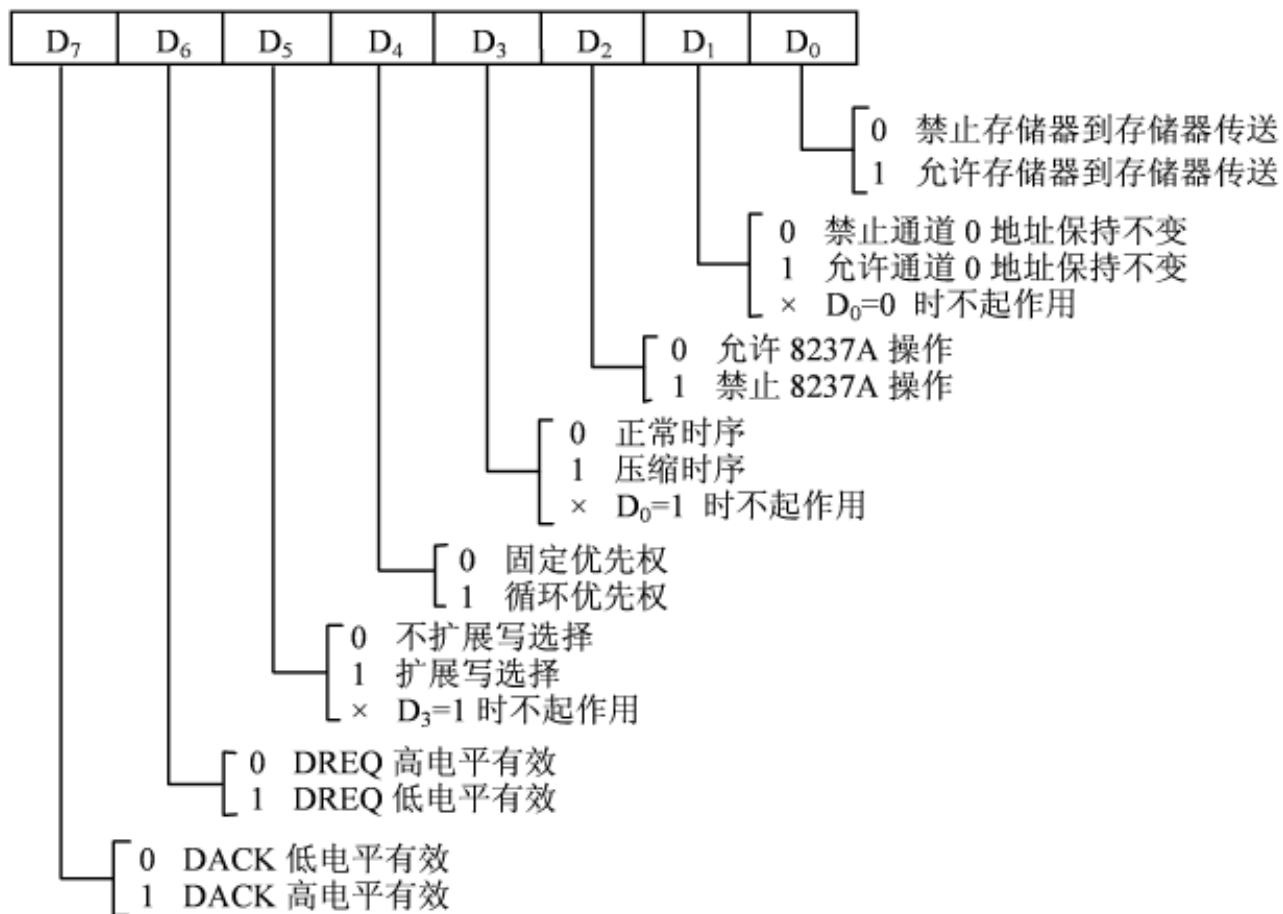 D₇ D₆ D₅ D₄ D₃ D₂ D₁ D₀
0 禁止存储器到存储器传送
1 允许存储器到存储器传送
0 禁止通道 0 地址保持不变
1 允许通道 0 地址保持不变
× D₀=0 时不起作用
0 允许 8237A 操作
1 禁止 8237A 操作
0 正常时序
1 压缩时序
× D₀=1 时不起作用
0 固定优先权
1 循环优先权
0 不扩展写选择
1 扩展写选择
× D₃=1 时不起作用
0 DREQ 高电平有效
1 DREQ 低电平有效
0 DACK 低电平有效
1 DACK 高电平有效